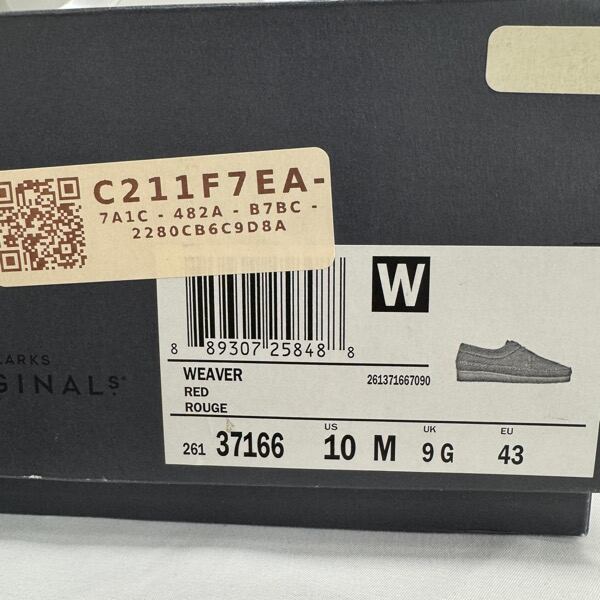 C211F7EA-
7A1C - 482A - B7BC -
2280CB6C9D8A
W
8 89307 25848 8
LARKS
GINALS
WEAVER
261371667090
RED
ROUGE
US UK EU
261 37166 10 M 9 G 43